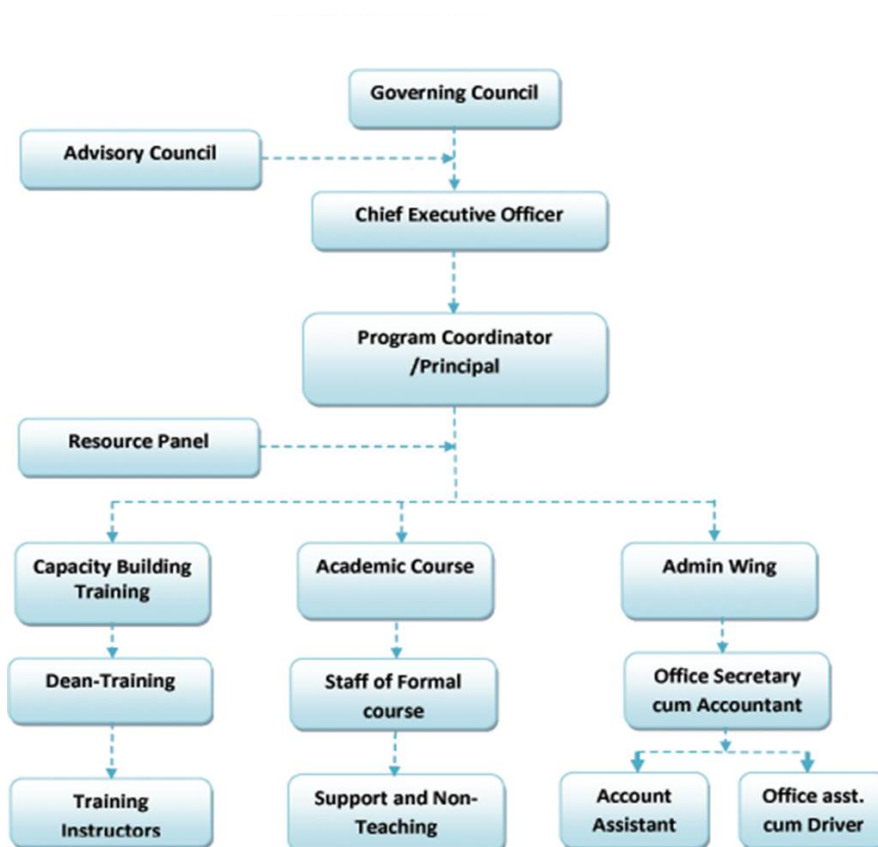 Governing Council
Advisory Council
Chief Executive Officer
Program Coordinator
/Principal
Resource Panel
Capacity Building
Training
Academic Course
Admin Wing
Dean-Training
Staff of Formal
course
Office Secretary
cum Accountant
Training
Instructors
Support and Non-
Teaching
Account
Assistant
Office asst.
cum Driver